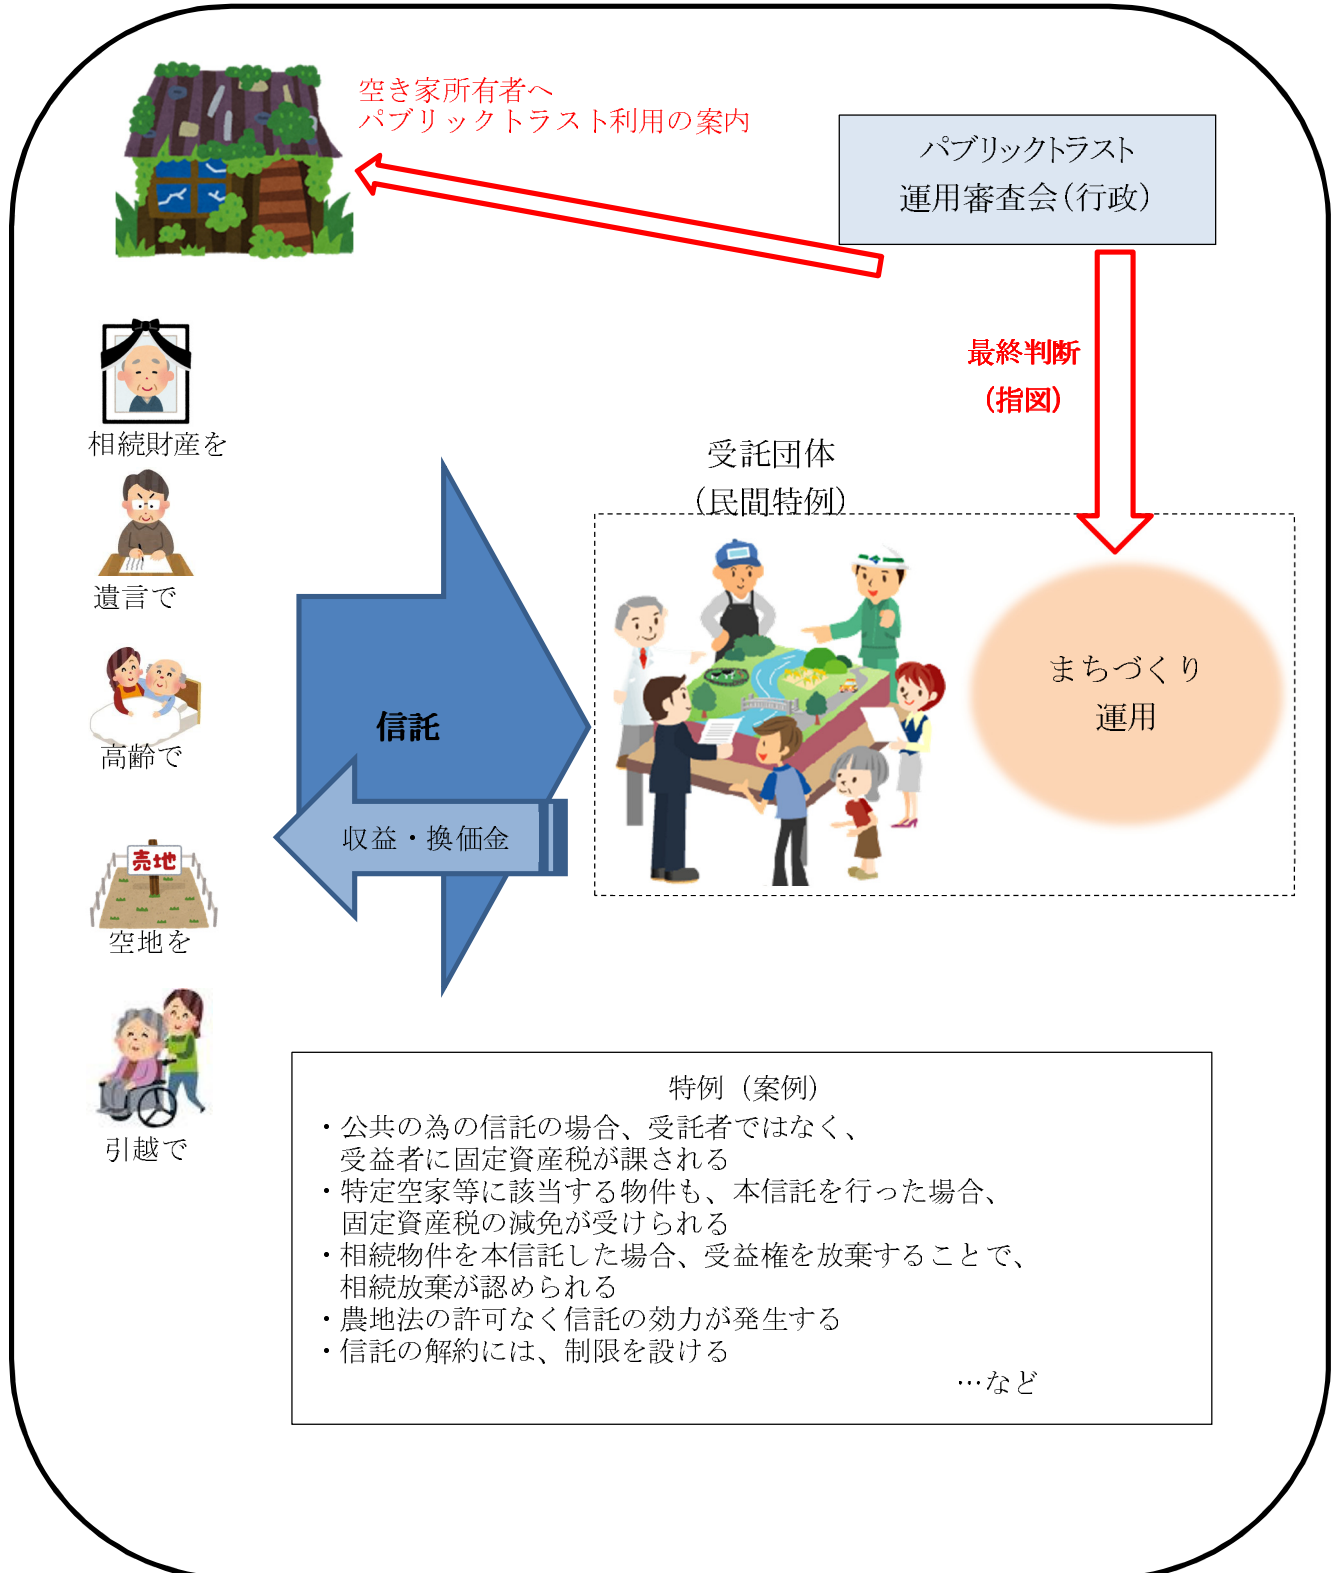 空き家所有者へ
パブリックトラスト利用の案内
パブリックトラスト
運用審査会(行政)
最終判断
(指図)
相続財産を
遺言で
高齢で
売地
空地を
引越で
信託
収益・換価金
受託団体
(民間特例)
まちづくり
運用
特例(案例)
・公共の為の信託の場合、受託者ではなく、
受益者に固定資産税が課される
・特定空家等に該当する物件も、本信託を行った場合、
固定資産税の減免が受けられる
・相続物件を本信託した場合、受益権を放棄することで、
相続放棄が認められる
・農地法の許可なく信託の効力が発生する
・信託の解約には、制限を設ける
…など